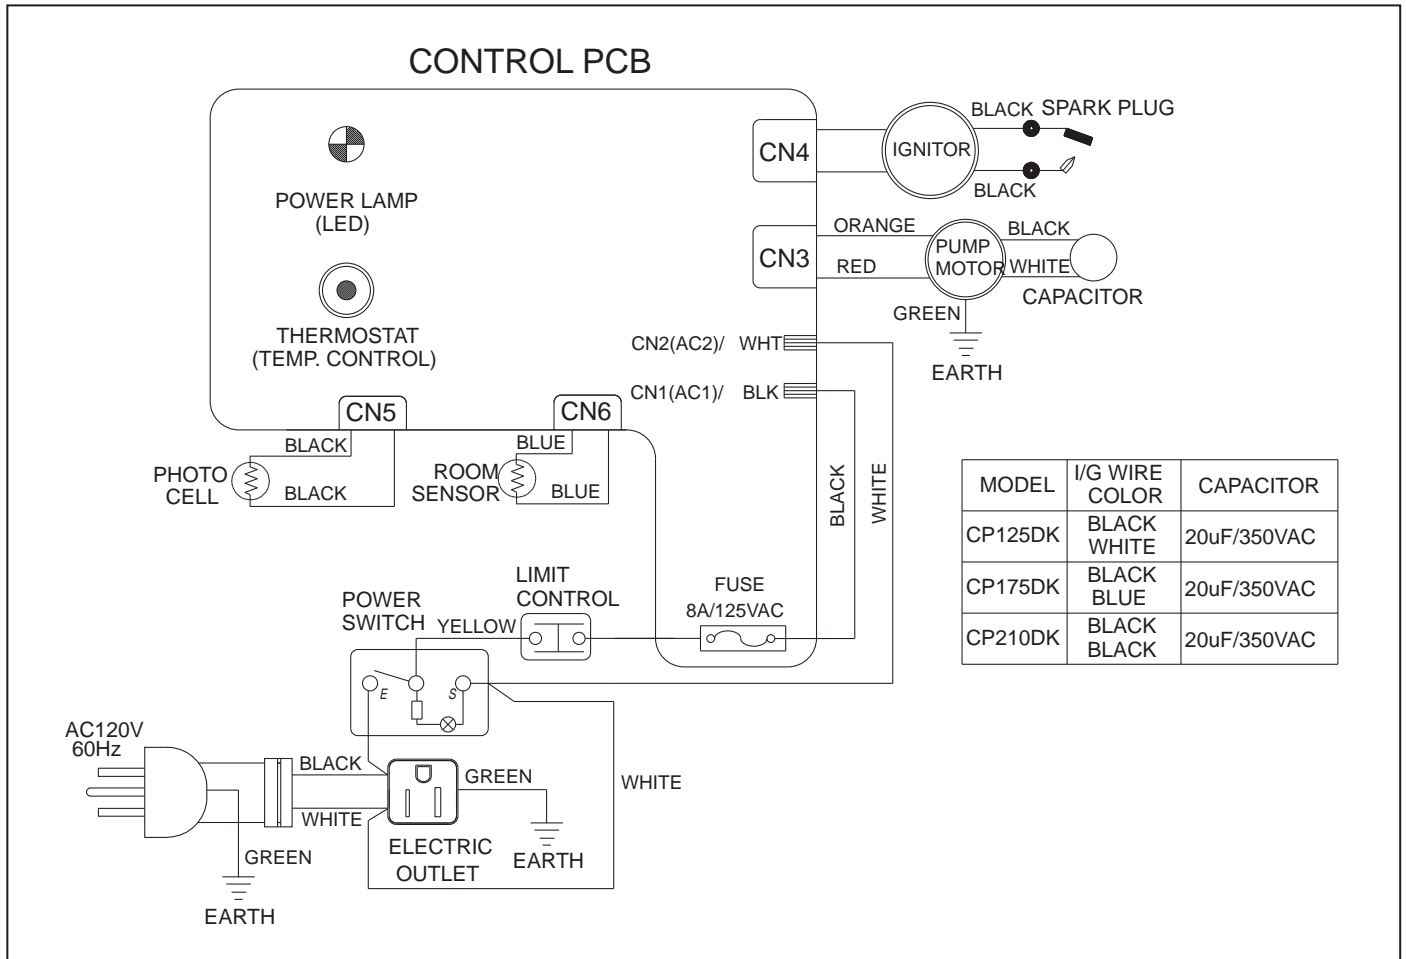 CONTROL PCB
POWER LAMP
(LED)
THERMOSTAT
(TEMP. CONTROL)
CN4
IGNITOR
BLACK
SPARK PLUG
BLACK
CN3
ORANGE
RED
PUMP
MOTOR
BLACK
WHITE
CAPACITOR
GREEN
EARTH
CN2(AC2)/ WHT
CN1(AC1)/ BLK
CN5
BLACK
BLACK
PHOTO
CELL
CN6
BLUE
BLUE
ROOM
SENSOR
BLACK
WHITE
MODEL I/G WIRE COLOR CAPACITOR
CP125DK BLACK WHITE 20uF/350VAC
CP175DK BLACK BLUE 20uF/350VAC
CP210DK BLACK BLACK 20uF/350VAC
FUSE
8A/125VAC
LIMIT
CONTROL
POWER
SWITCH
YELLOW
E
S
AC120V
60Hz
BLACK
WHITE
GREEN
EARTH
GREEN
EARTH
ELECTRIC
OUTLET
WHITE